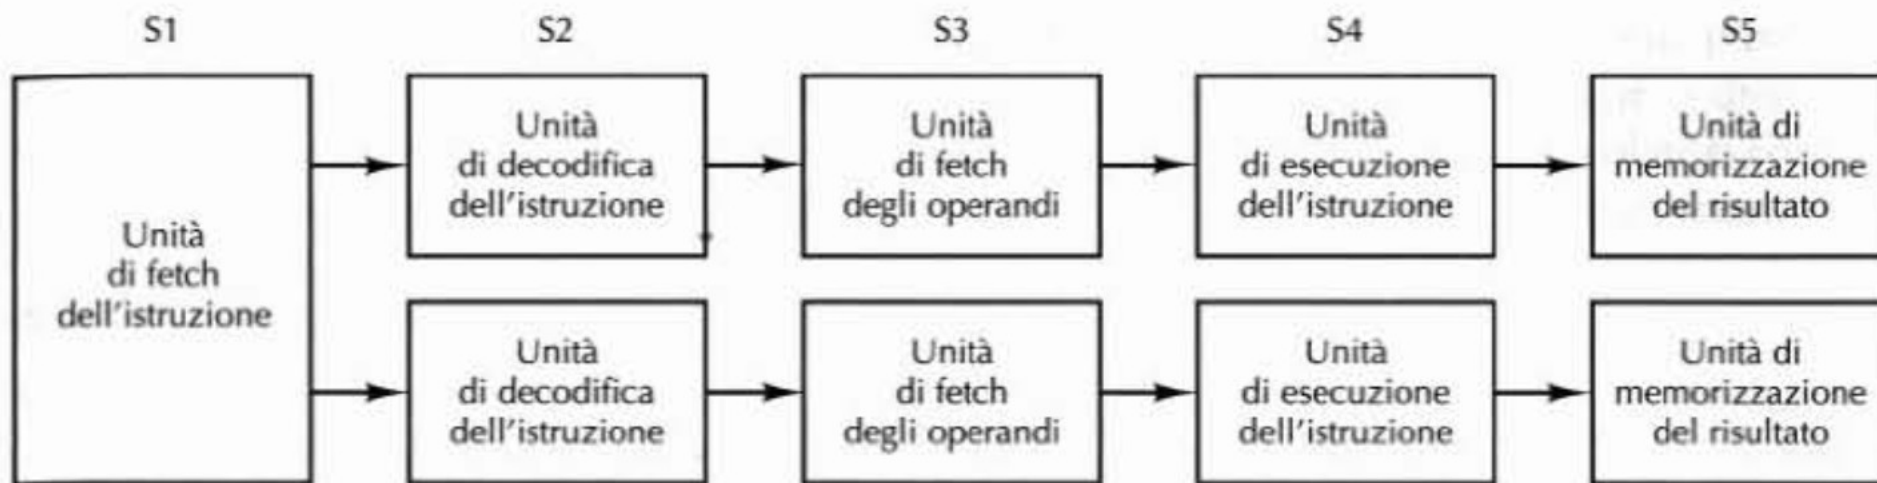 S1
S2
S3
S4
S5
Unità
di fetch
dell'istruzione
Unità
di decodifica
dell'istruzione
Unità
di fetch
degli operandi
Unità
di esecuzione
dell'istruzione
Unità di
memorizzazione
del risultato
Unità
di decodifica
dell'istruzione
Unità
di fetch
degli operandi
Unità
di esecuzione
dell'istruzione
Unità di
memorizzazione
del risultato